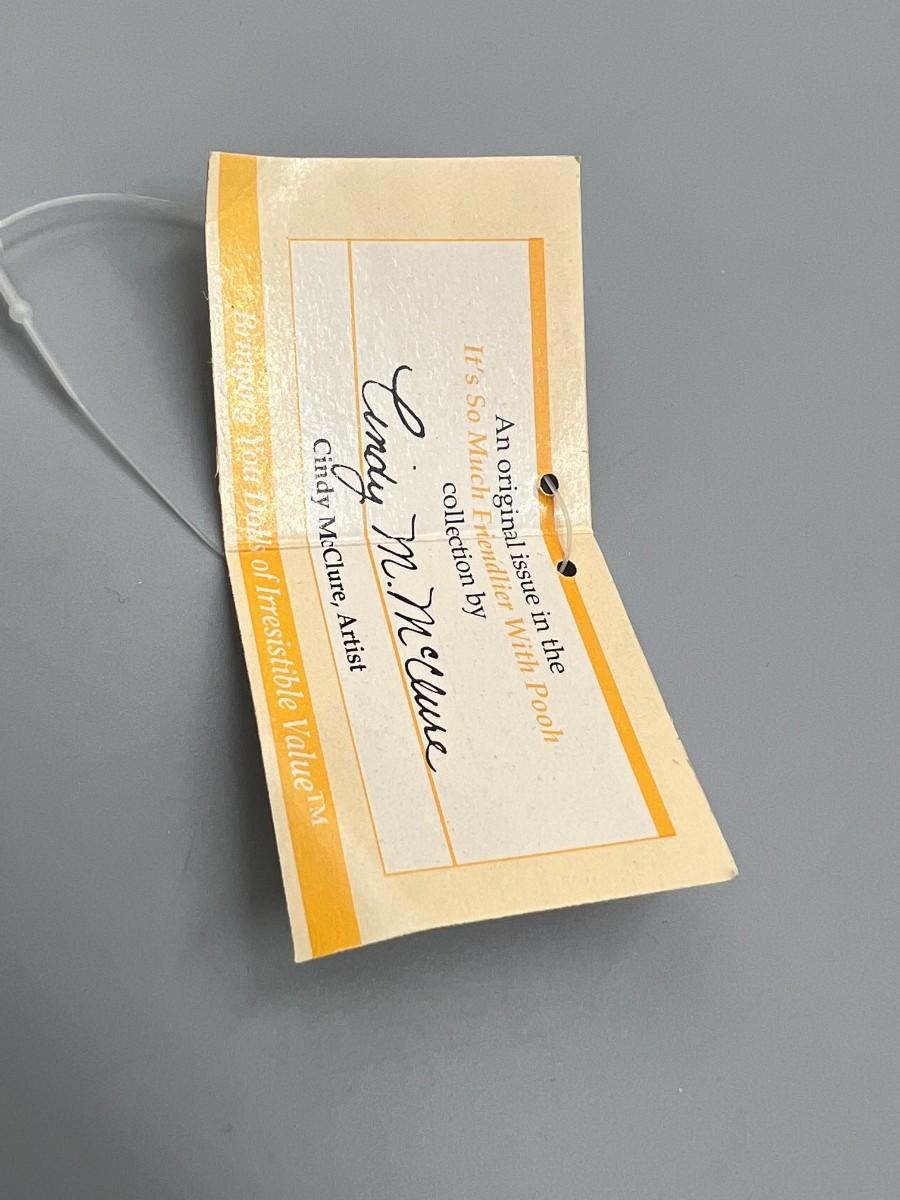 An original issue in the
It's So Much Friendlier With Pooh
collection by
Cindy M. McClure
Cindy McClure, Artist
Bringing You Dolls of Irresistible Value™